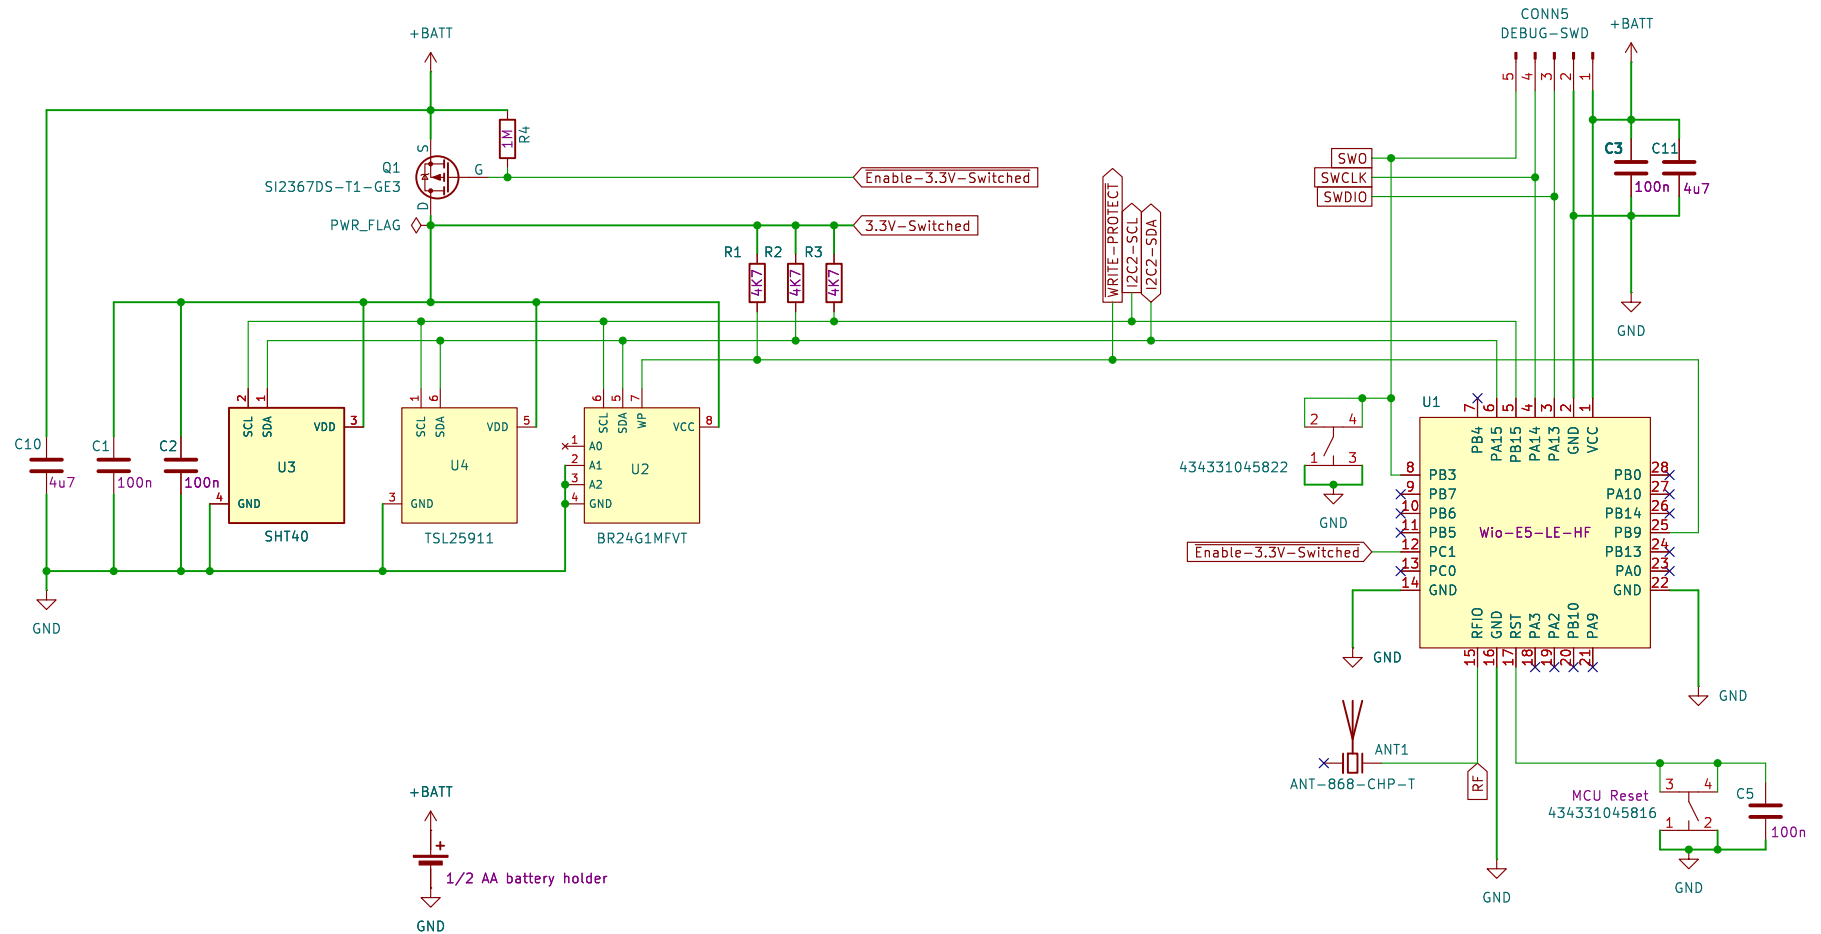 +BATT
S
Q1
SI2367DS-T1-GE3
G
D
1M
R4
Enable-3.3V-Switched
PWR_FLAG
3.3V-Switched
R1
4K7
R2
4K7
R3
4K7
WRITE-PROTECT
I2C2-SCL
I2C2-SDA
C10
4u7
C1
100n
C2
100n
2
1
SCL
SDA
VDD
3
U3
4
GND
SHT40
1
6
SCL
SDA
VDD
5
U4
3
GND
TSL25911
6
5
7
SCL
SDA
WP
VCC
8
1
A0
2
A1
3
A2
4
GND
U2
BR24G1MFVT
GND
+BATT
+
1/2 AA battery holder
GND
CONN5
DEBUG-SWD
5
4
3
2
1
+BATT
SWO
SWCLK
SWDIO
C3
100n
C11
4u7
GND
U1
7
6
5
4
3
2
1
PB4
PA15
PB15
PA14
PA13
GND
VCC
2
4
1
3
434331045822
GND
8
PB3
9
PB7
10
PB6
11
PB5
12
PC1
13
PC0
14
GND
Enable-3.3V-Switched
Wio-E5-LE-HF
PB0
28
PA10
27
PB14
26
PB9
25
PB13
24
PA0
23
GND
22
RFIO
GND
RST
PA3
PA2
PB10
PA9
15
16
17
18
19
20
21
GND
GND
ANT1
ANT-868-CHP-T
RF
GND
MCU Reset
434331045816
3
4
1
2
C5
100n
GND